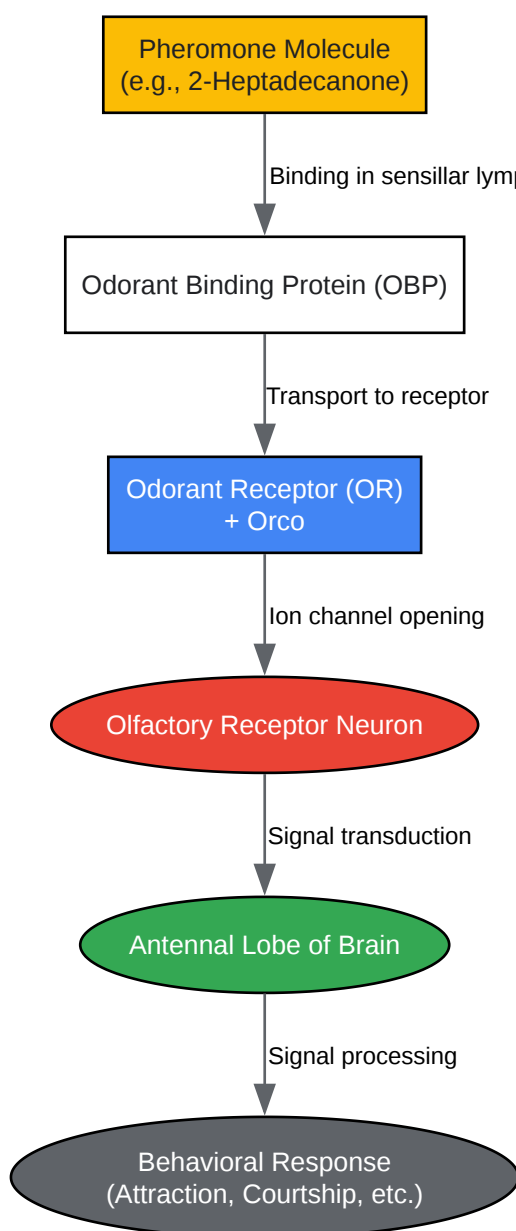 Pheromone Molecule
(e.g., 2-Heptadecanone)
Binding in sensillar lymp
Odorant Binding Protein (OBP)
Transport to receptor
Odorant Receptor (OR)
+ Orco
Ion channel opening
Olfactory Receptor Neuron
Signal transduction
Antennal Lobe of Brain
Signal processing
Behavioral Response
(Attraction, Courtship, etc.)